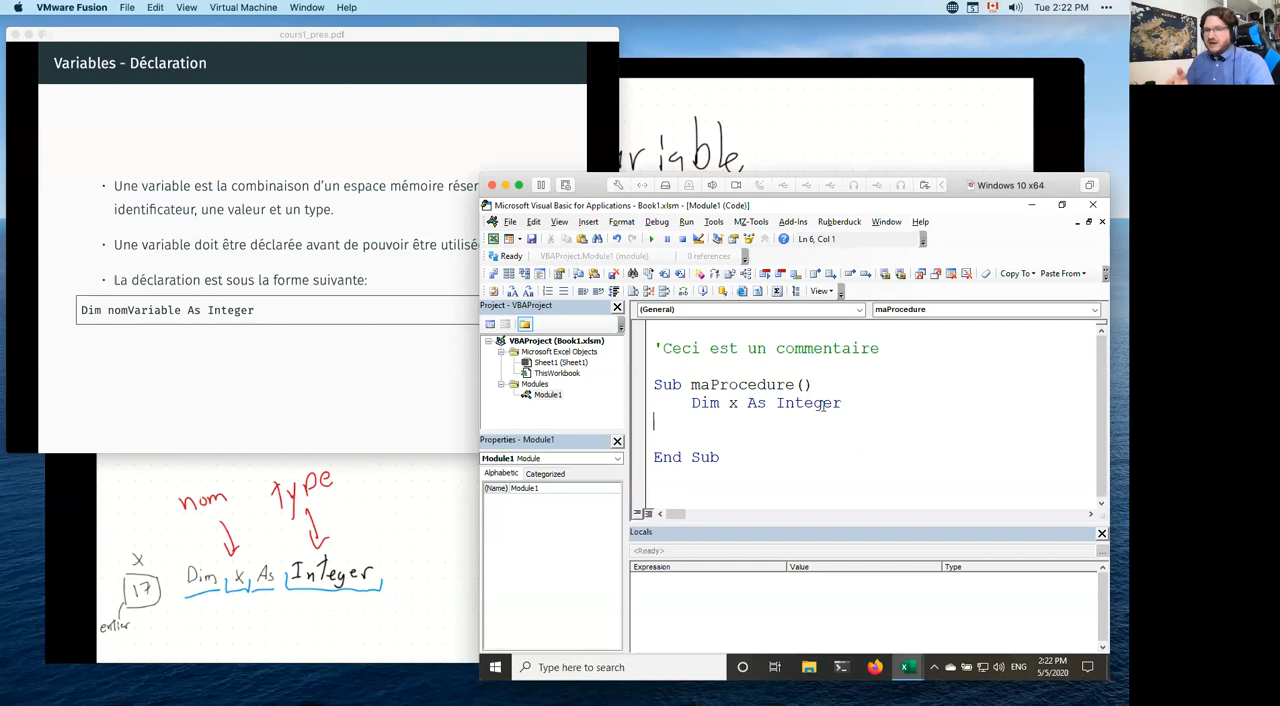 VMware Fusion File Edit View Virtual Machine Window Help Tue 2:22 PM
cours1_pres.pdf
Variables - Déclaration
• Une variable est la combinaison d'un espace mémoire réser
identificateur, une valeur et un type.
• Une variable doit être déclarée avant de pouvoir être utilisé
• La déclaration est sous la forme suivante:
Dim nomVariable As Integer
ariable
Windows 10 x64
Microsoft Visual Basic for Applications - Book1.xlsm - [Module1 (Code)]
File Edit View Insert Format Debug Run Tools MZ-Tools Add-Ins Rubberduck Window Help
Ln 6, Col 1
Ready VBAProject.Module1 (module) 0 references
Copy To Paste From
View
Project - VBAProject
VBAProject (Book1.xlsm)
Microsoft Excel Objects
Sheet1 (Sheet1)
ThisWorkbook
Modules
Module1
Properties - Module1
Module1 Module
Alphabetic Categorized
(Name) Module1
(General) maProcedure
'Ceci est un commentaire
Sub maProcedure()
Dim x As Integer
End Sub
Locals
<Ready>
Expression Value Type
nom type
x
17
Dim x As Integer
entier
Type here to search
ENG
2:22 PM
5/5/2020